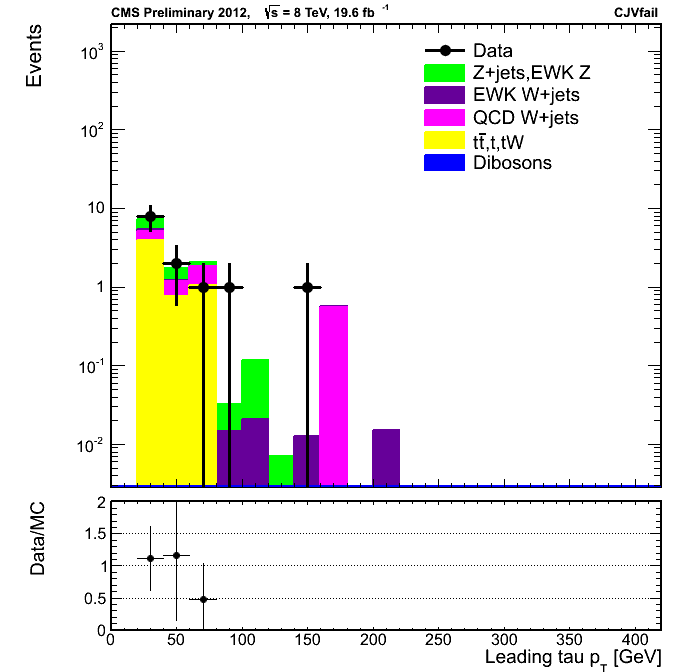 CMS Preliminary 2012, √s = 8 TeV, 19.6 fb⁻¹ CJVfail
Events
10³
10²
10
1
10⁻¹
10⁻²
Data
Z+jets,EWK Z
EWK W+jets
QCD W+jets
tt̄,t,tW
Dibosons
Data/MC
2
1.5
1
0.5
0
0 50 100 150 200 250 300 350 400
Leading tau p_T [GeV]